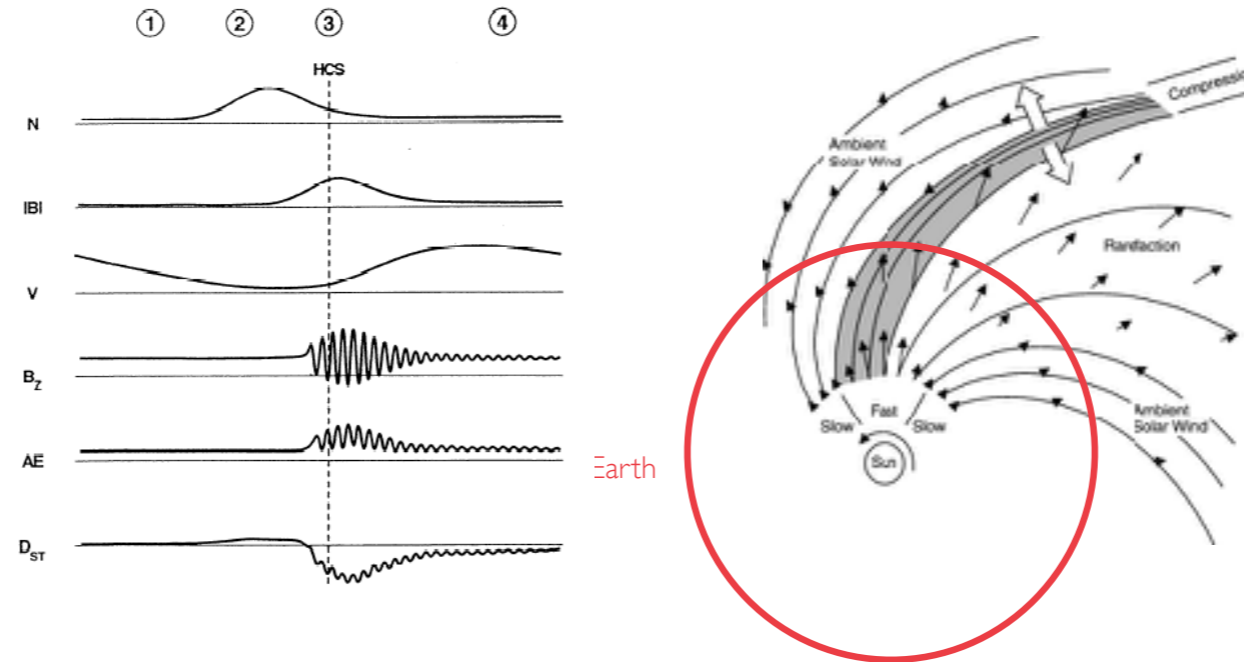 ① ② ③ ④
HCS
N
IBI
V
BZ
AE
DST
Earth
Compressio
Ambient
Solar Wind
Rarefaction
Ambient
Solar Wind
Slow
Fast
Slow
Sun